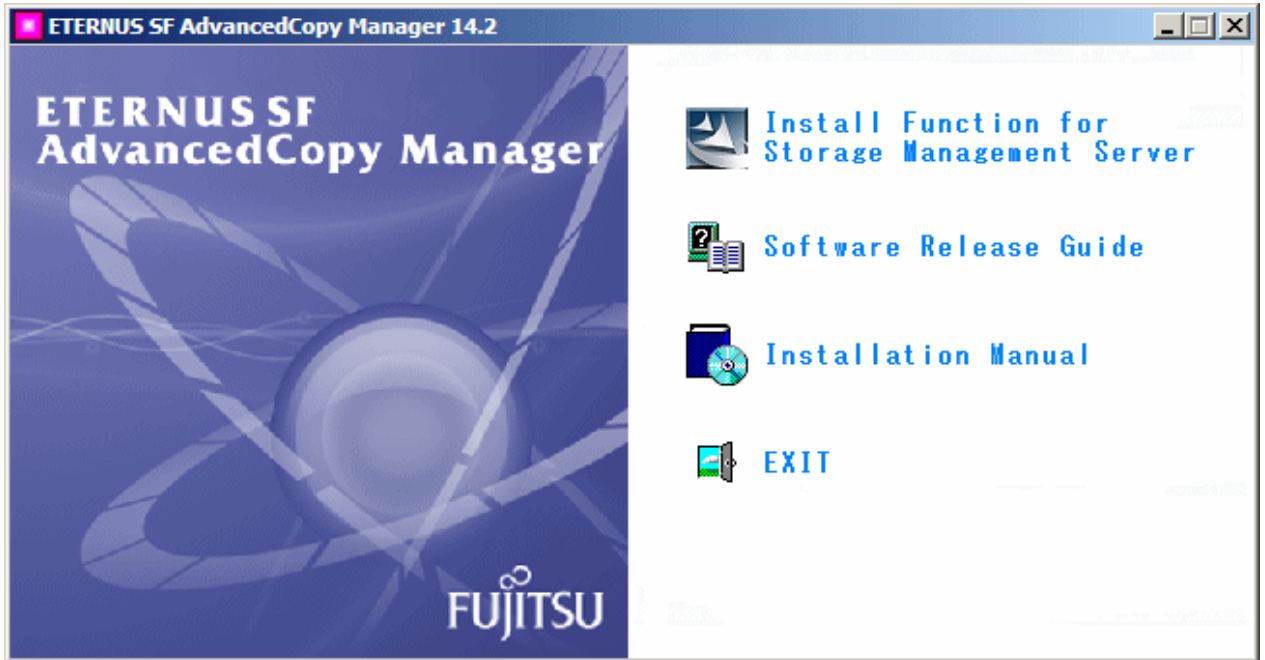 ETERNUS SF AdvancedCopy Manager 14.2
ETERNUS SF
AdvancedCopy Manager
FUJITSU
Install Function for
Storage Management Server
Software Release Guide
Installation Manual
EXIT